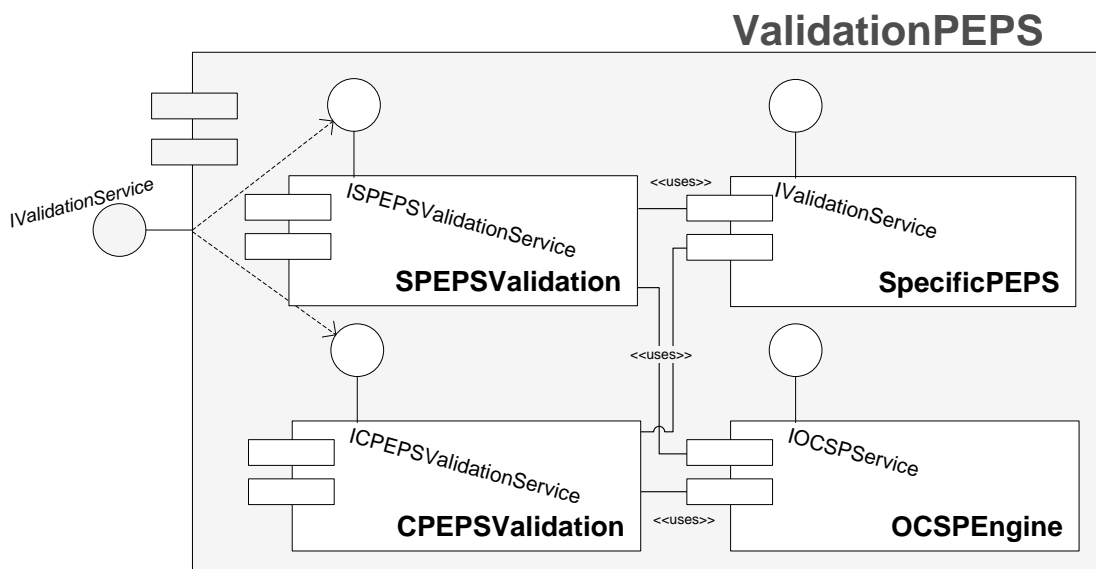 ValidationPEPS
IValidationService
ISPEPSValidationService
SPEPSValidation
<<uses>>
IValidationService
SpecificPEPS
<<uses>>
ICPEPSValidationService
CPEPSValidation
<<uses>>
IOCSPService
OCSPEngine